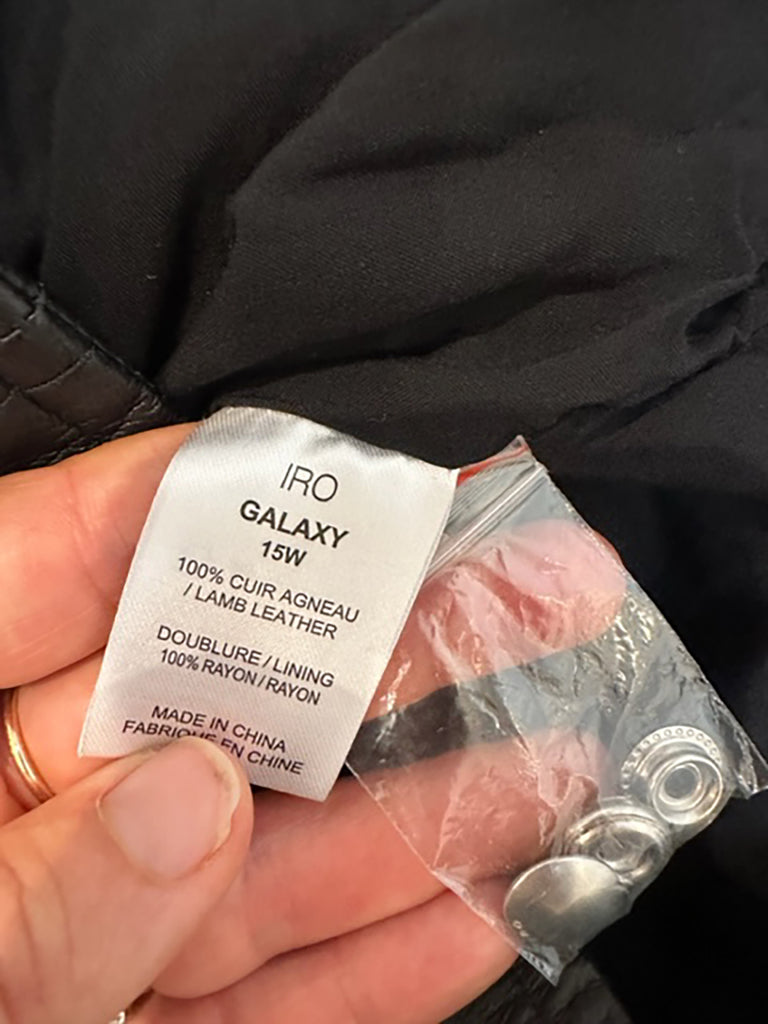 IRO
GALAXY
15W
100% CUIR AGNEAU
/ LAMB LEATHER
DOUBLURE / LINING
100% RAYON / RAYON
MADE IN CHINA
FABRIQUE EN CHINE